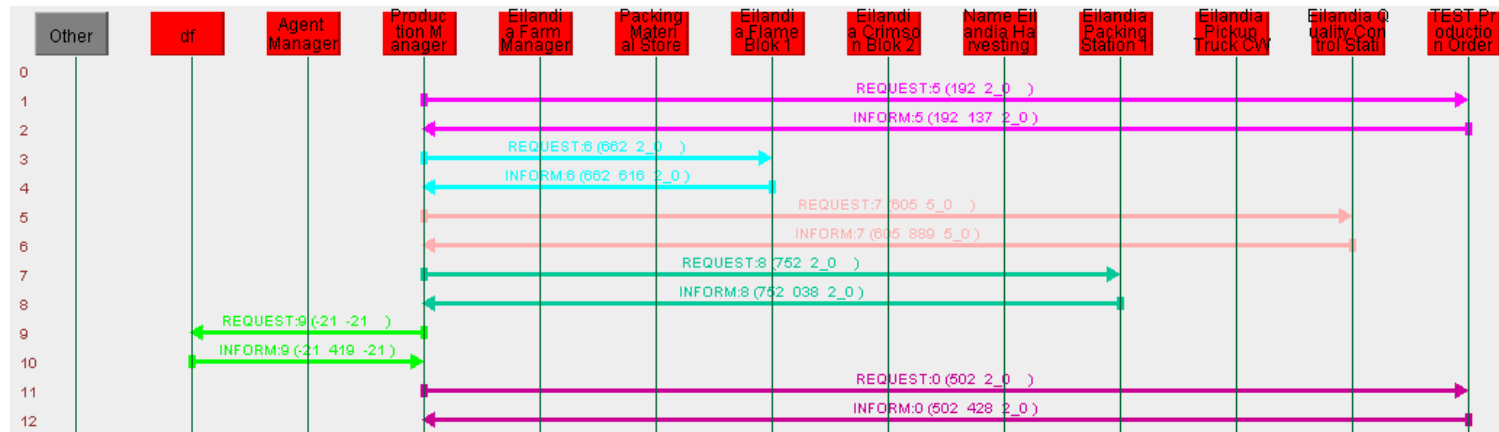 Other
df
Agent
Manager
Produc
tion M
anager
Eilandi
a Farm
Manager
Packing
Materi
al Store
Eilandi
a Flame
Blok 1
Eilandi
a Crimso
n Blok 2
Name Eil
andia Ha
rvesting
Eilandia
Packing
Station 1
Eilandia
Pickup
Truck CW
Eilandia Q
uality Con
trol Stati
TEST Pr
oductio
n Order
0
1
REQUEST:5 (192 2_0 )
2
INFORM:5 (192 137 2_0 )
3
REQUEST:6 (662 2_0 )
4
INFORM:6 (662 616 2_0 )
5
REQUEST:7 (605 5_0 )
6
INFORM:7 (605 889 5_0 )
7
REQUEST:8 (752 2_0 )
8
INFORM:8 (752 038 2_0 )
9
REQUEST:9 (-21 -21 )
10
INFORM:9 (-21 419 -21 )
11
REQUEST:0 (502 2_0 )
12
INFORM:0 (502 428 2_0 )